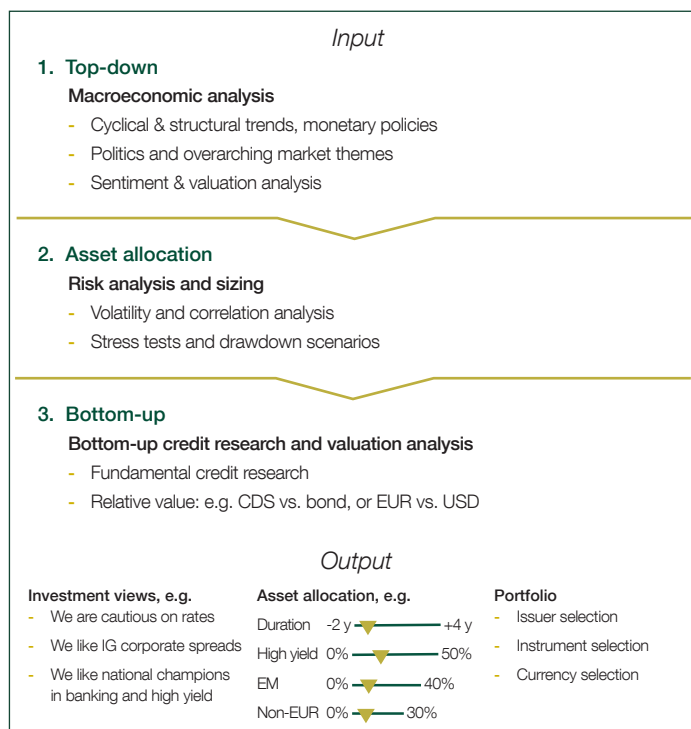 Input
1. Top-down
Macroeconomic analysis
- Cyclical & structural trends, monetary policies
- Politics and overarching market themes
- Sentiment & valuation analysis
2. Asset allocation
Risk analysis and sizing
- Volatility and correlation analysis
- Stress tests and drawdown scenarios
3. Bottom-up
Bottom-up credit research and valuation analysis
- Fundamental credit research
- Relative value: e.g. CDS vs. bond, or EUR vs. USD
Output
Investment views, e.g.
- We are cautious on rates
- We like IG corporate spreads
- We like national champions
in banking and high yield
Asset allocation, e.g.
Duration -2 y +4 y
High yield 0% 50%
EM 0% 40%
Non-EUR 0% 30%
Portfolio
- Issuer selection
- Instrument selection
- Currency selection